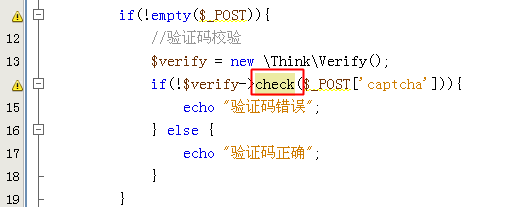 if(!empty($_POST)){
12 //验证码校验
13 $verify = new \Think\Verify();
if(!$verify->check($_POST['captcha'])){
15 echo "验证码错误";
16 } else {
17 echo "验证码正确";
18 }
19 }